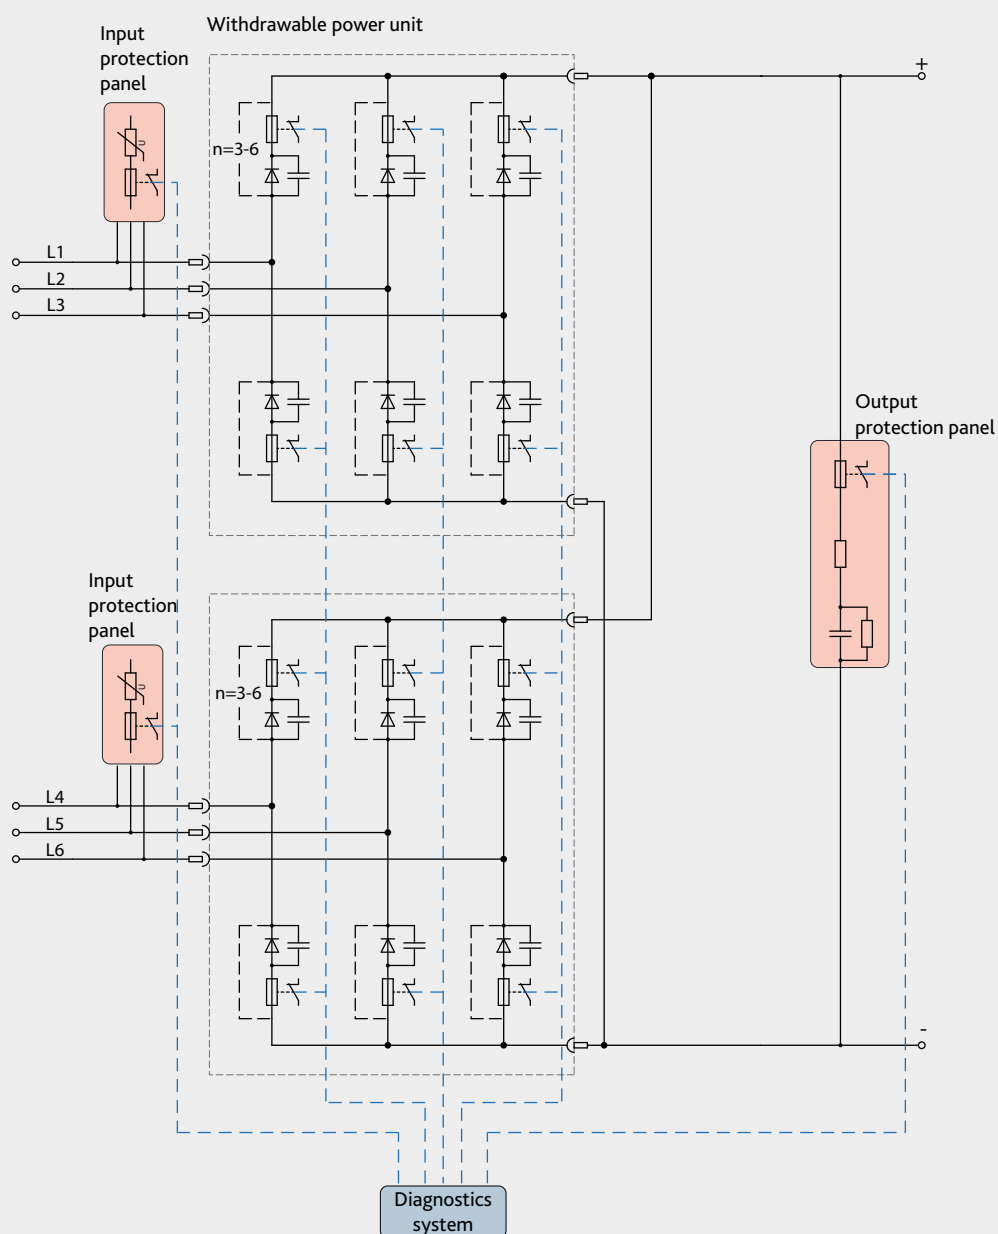 Withdrawable power unit
Input
protection
panel
+
n=3-6
U
L1
L2
L3
Output
protection panel
Input
protection
panel
n=3-6
U
L4
L5
L6
-
Diagnostics
system